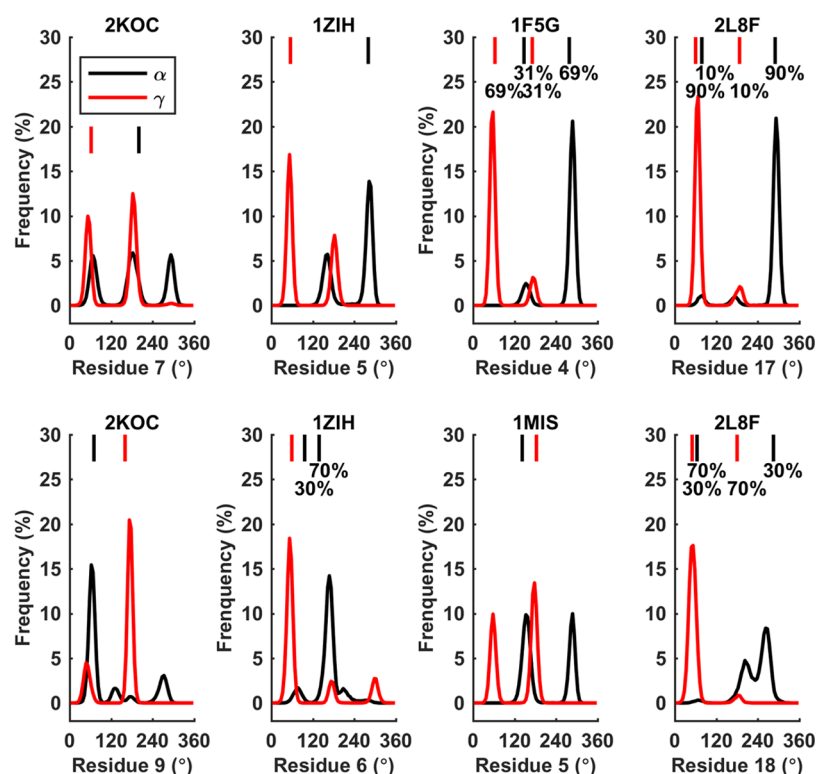 2KOC 1ZIH 1F5G 2L8F
30 30 30 30
α
γ
31% 69% 10% 90%
69% 31% 90% 10%
25 25 25 25
20 20 20 20
15 15 15 15
10 10 10 10
5 5 5 5
0 0 0 0
Frequency (%) Frenquency (%) Frenquency (%) Frenquency (%)
0 120 240 360 0 120 240 360 0 120 240 360 0 120 240 360
Residue 7 (°) Residue 5 (°) Residue 4 (°) Residue 17 (°)
2KOC 1ZIH 1MIS 2L8F
30 30 30 30
70% 70% 30%
30% 30% 70%
25 25 25 25
20 20 20 20
15 15 15 15
10 10 10 10
5 5 5 5
0 0 0 0
Frequency (%) Frenquency (%) Frenquency (%) Frenquency (%)
0 120 240 360 0 120 240 360 0 120 240 360 0 120 240 360
Residue 9 (°) Residue 6 (°) Residue 5 (°) Residue 18 (°)